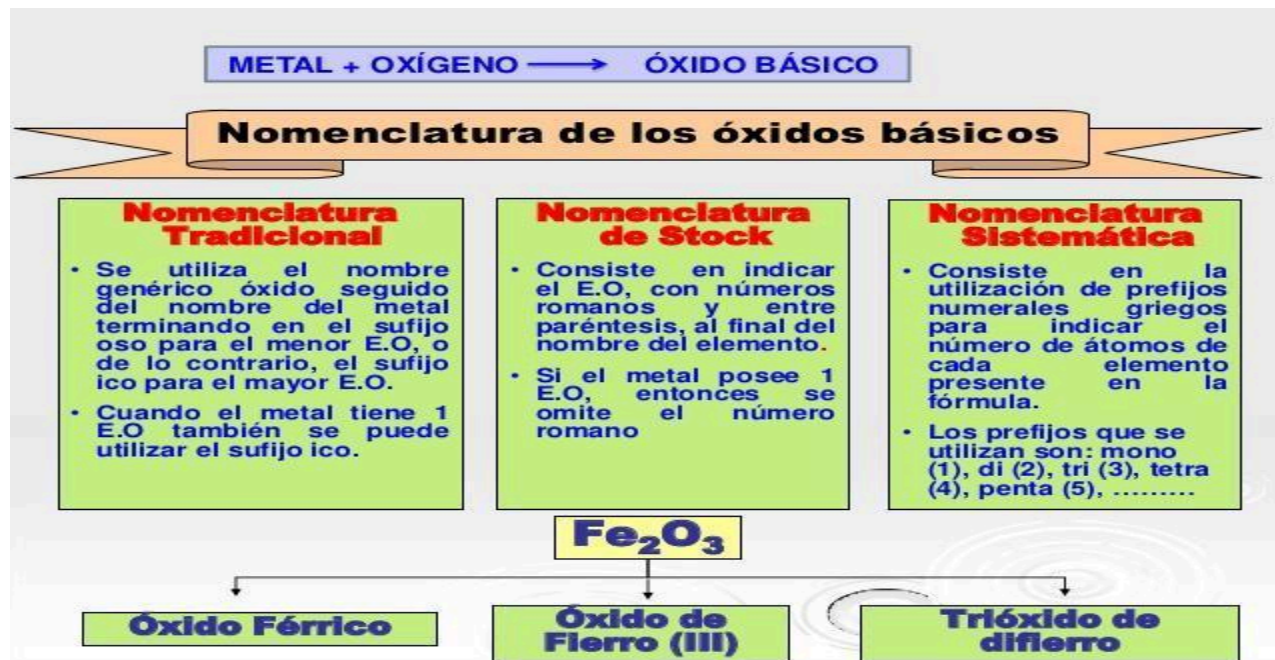 METAL + OXÍGENO → ÓXIDO BÁSICO
Nomenclatura de los óxidos básicos
Nomenclatura
Tradicional
• Se utiliza el nombre
genérico óxido seguido
del nombre del metal
terminando en el sufijo
oso para el menor E.O, o
de lo contrario, el sufijo
ico para el mayor E.O.
• Cuando el metal tiene 1
E.O también se puede
utilizar el sufijo ico.
Nomenclatura
de Stock
• Consiste en indicar
el E.O, con números
romanos y entre
paréntesis, al final del
nombre del elemento.
• Si el metal posee 1
E.O, entonces se
omite el número
romano
Nomenclatura
Sistemática
• Consiste en la
utilización de prefijos
numerales griegos
para indicar el
número de átomos de
cada elemento
presente en la
fórmula.
• Los prefijos que se
utilizan son: mono
(1), di (2), tri (3), tetra
(4), penta (5), .........
Fe₂O₃
Óxido Férrico
Óxido de
Fierro (III)
Trióxido de
difierro